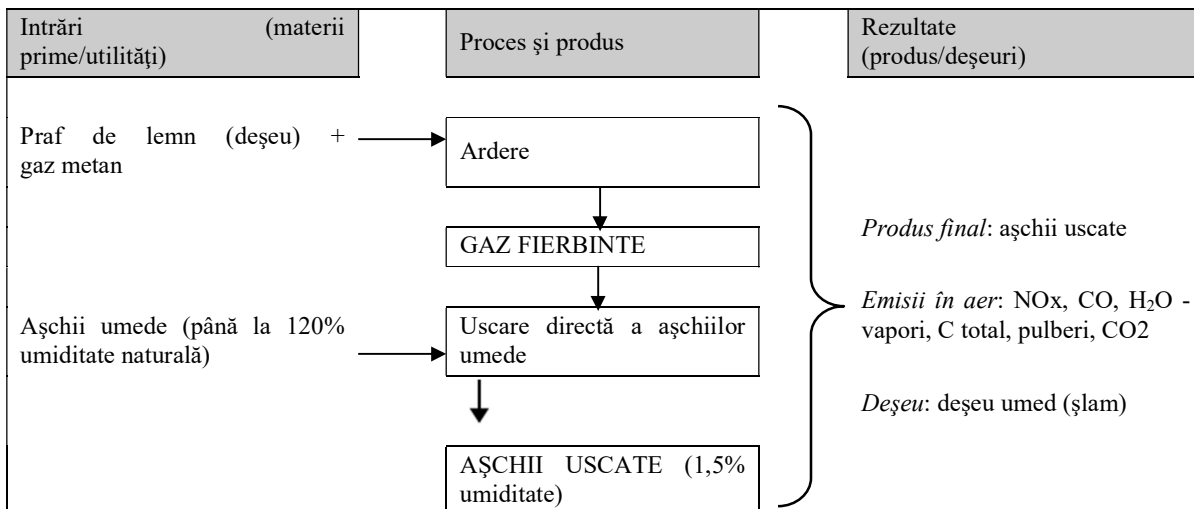 Intrări (materii
prime/utilităţi)
Proces şi produs
Rezultate
(produs/deşeuri)
Praf de lemn (deşeu) +
gaz metan
Ardere
GAZ FIERBINTE
Aşchii umede (până la 120%
umiditate naturală)
Uscare directă a aşchiilor
umede
AŞCHII USCATE (1,5%
umiditate)
Produs final: aşchii uscate
Emisii în aer: NOx, CO, H₂O -
vapori, C total, pulberi, CO2
Deşeu: deşeu umed (şlam)